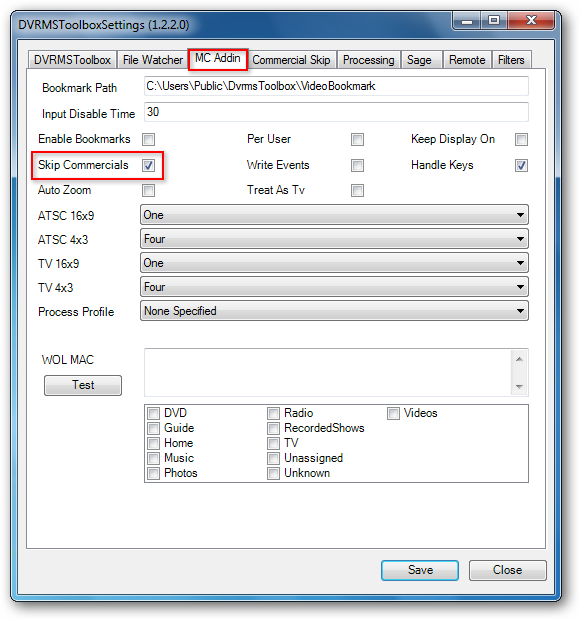 DVRMSToolboxSettings (1.2.2.0)
DVRMSToolbox File Watcher MC Addin Commercial Skip Processing Sage Remote Filters
Bookmark Path C:\Users\Public\DvrmsToolbox\VideoBookmark
Input Disable Time 30
Enable Bookmarks Per User Keep Display On
Skip Commercials Write Events Handle Keys
Auto Zoom Treat As Tv
ATSC 16x9 One
ATSC 4x3 Four
TV 16x9 One
TV 4x3 Four
Process Profile None Specified
WOL MAC
Test
DVD Radio Videos
Guide RecordedShows
Home TV
Music Unassigned
Photos Unknown
Save Close